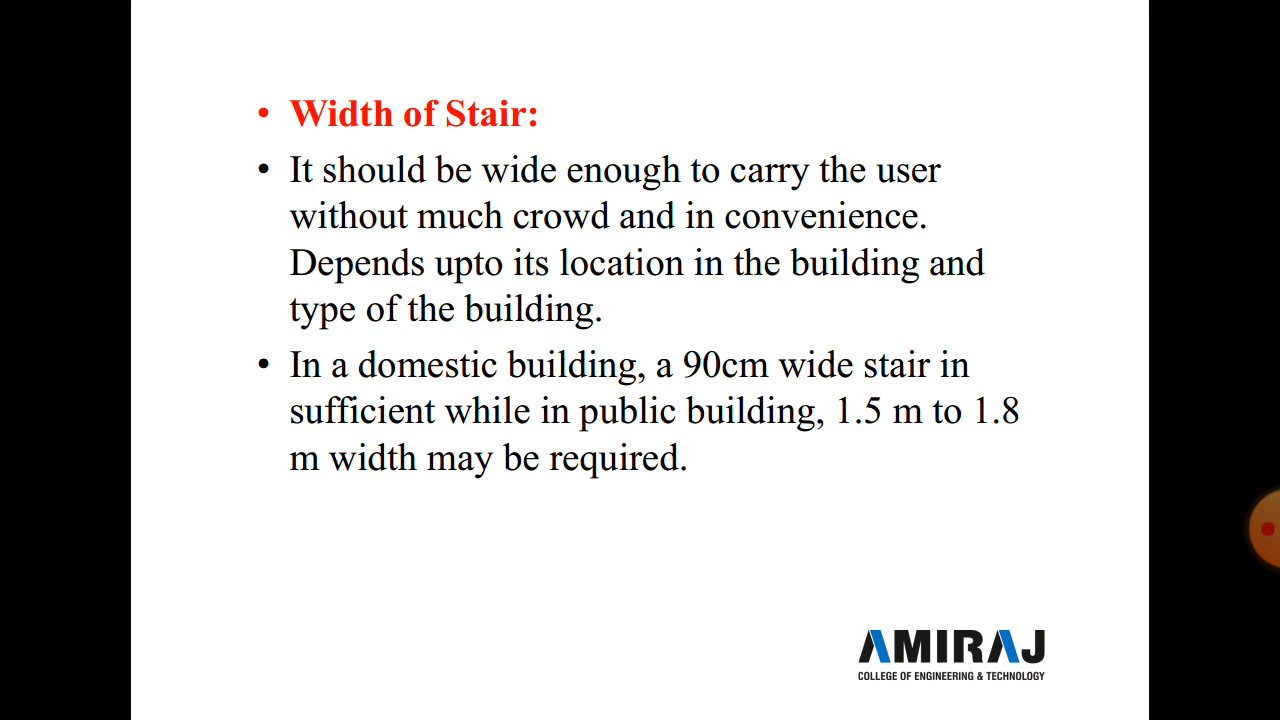 • Width of Stair:
• It should be wide enough to carry the user
without much crowd and in convenience.
Depends upto its location in the building and
type of the building.
• In a domestic building, a 90cm wide stair in
sufficient while in public building, 1.5 m to 1.8
m width may be required.
AMIRAJ
COLLEGE OF ENGINEERING & TECHNOLOGY